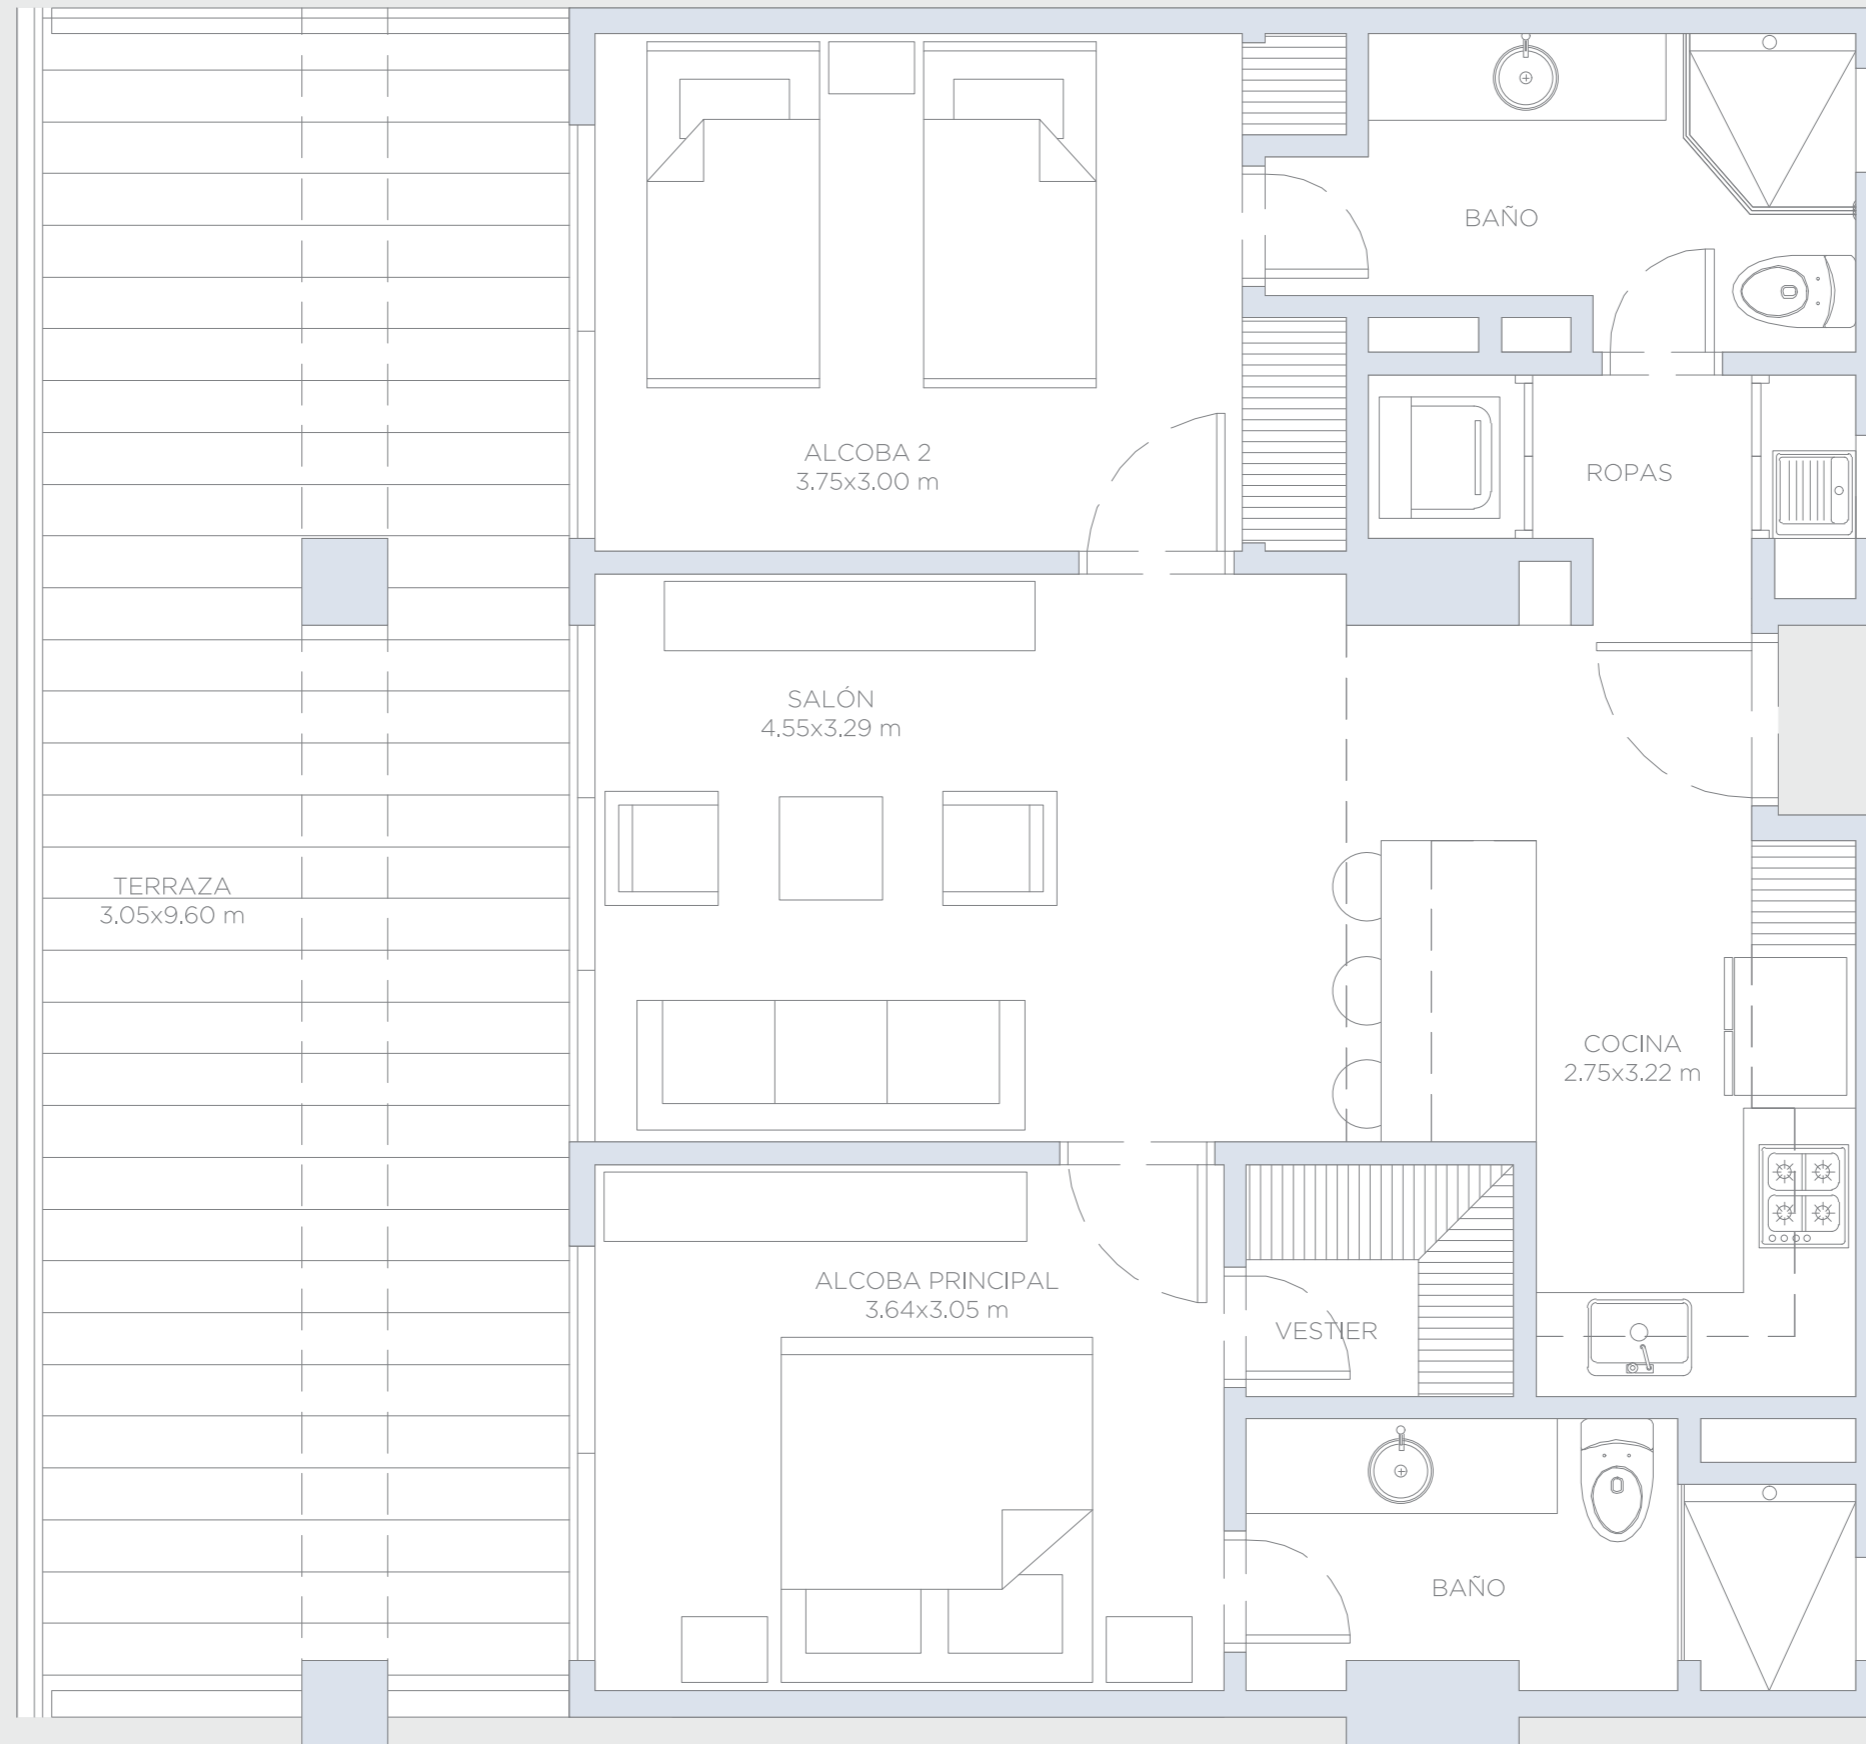 BAÑO
ALCOBA 2
3.75x3.00 m
ROPAS
SALÓN
4.55x3.29 m
TERRAZA
3.05x9.60 m
COCINA
2.75x3.22 m
ALCOBA PRINCIPAL
3.64x3.05 m
VESTIER
BAÑO